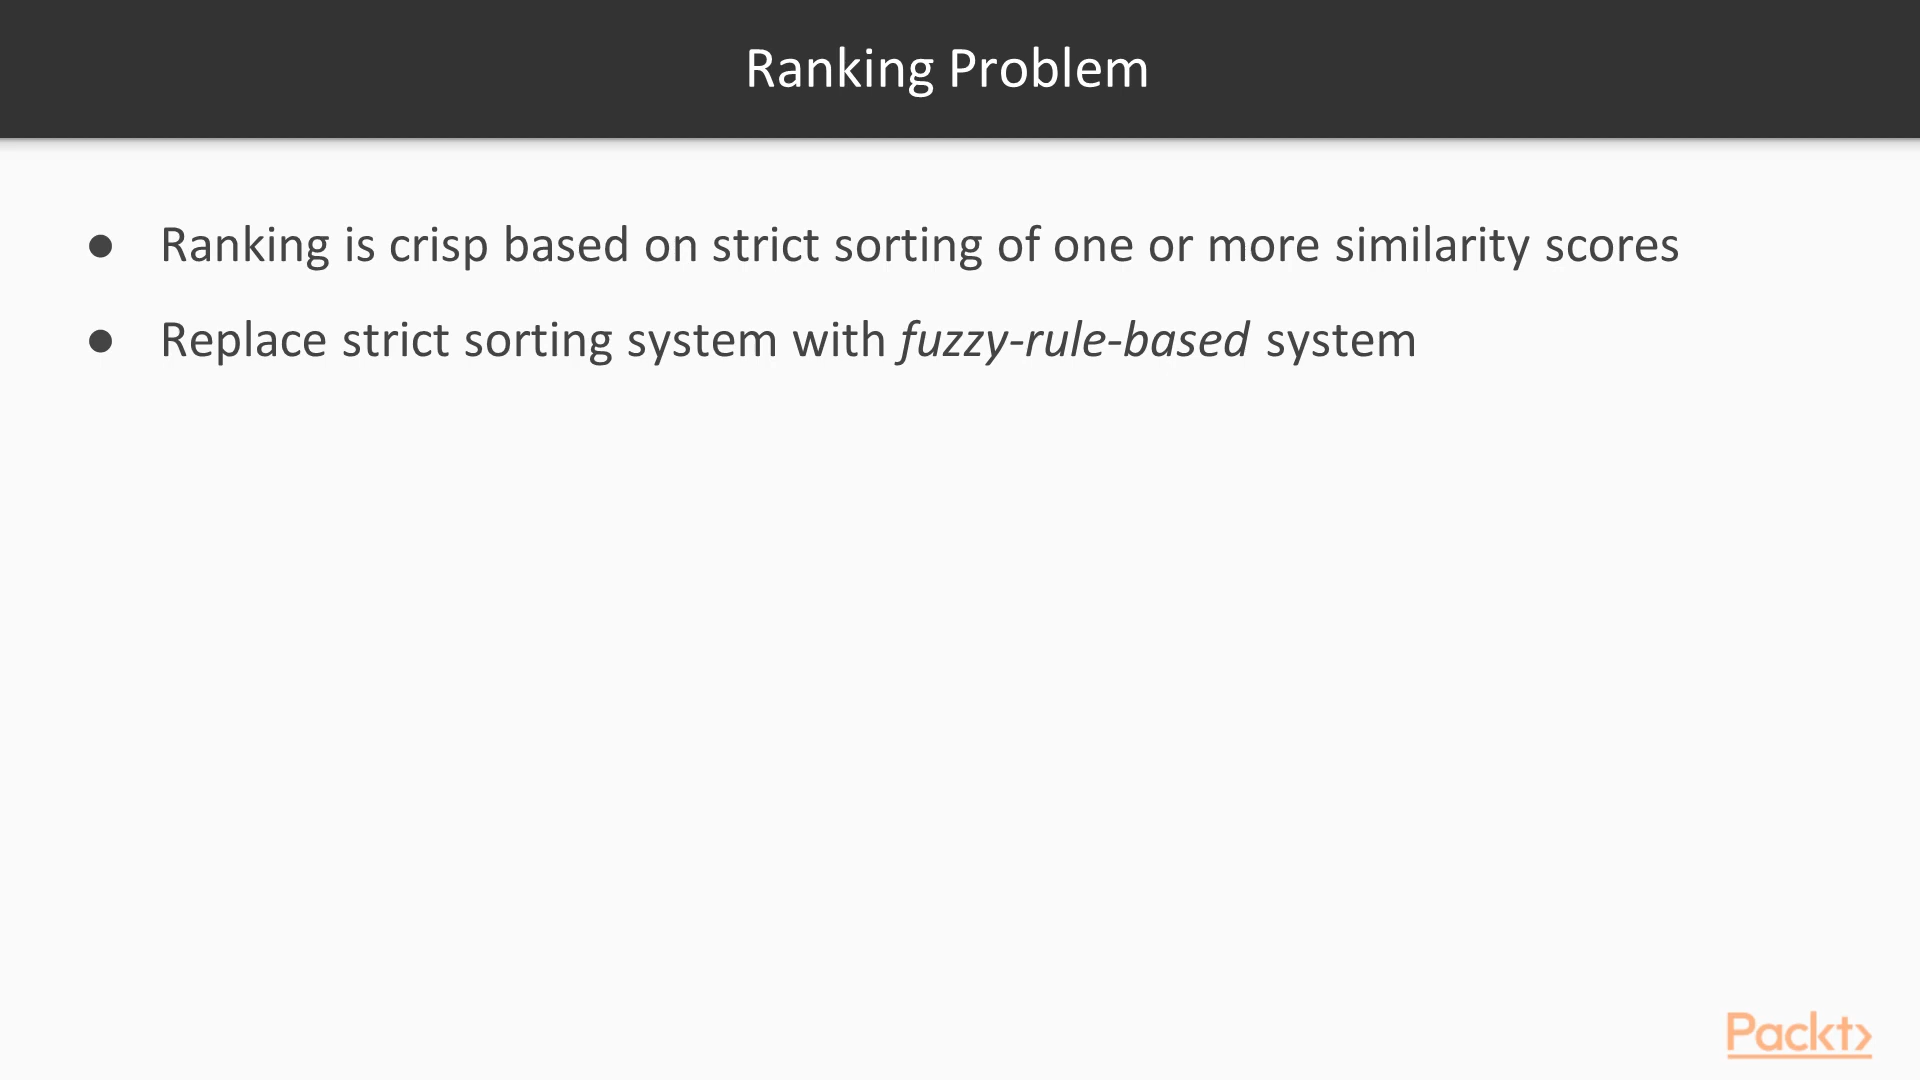 Ranking Problem
● Ranking is crisp based on strict sorting of one or more similarity scores
● Replace strict sorting system with fuzzy-rule-based system
Packt>